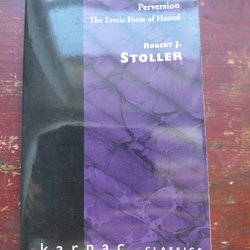 Perversion
The Erotic Form of Hatred
ROBERT J.
STOLLER
karnac CLASSICS